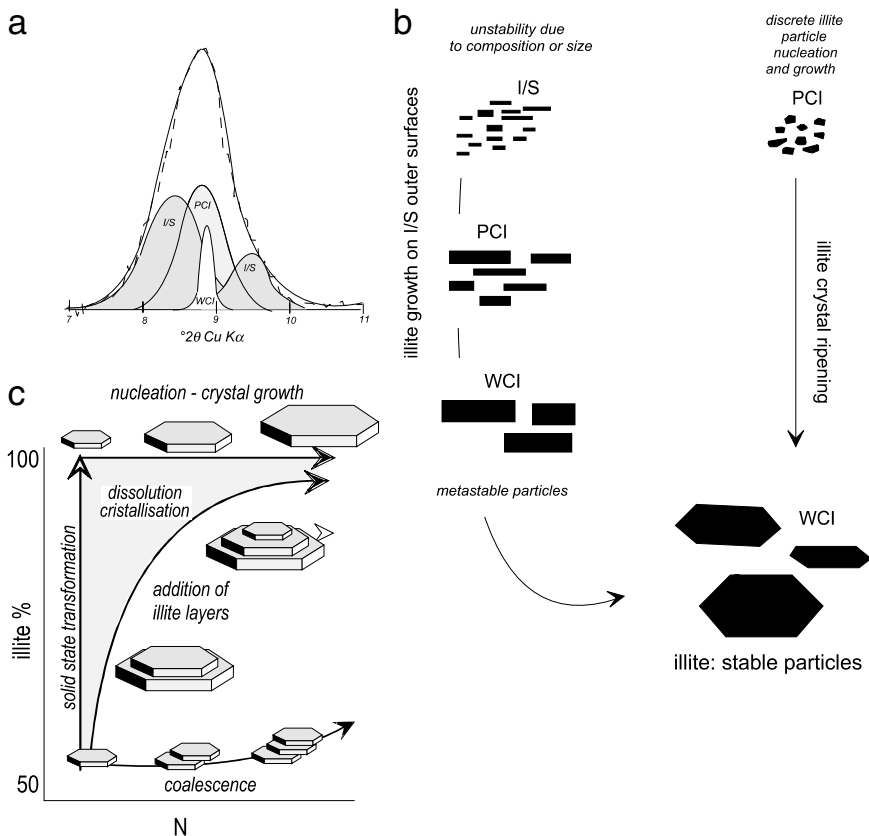 a
I/S
PCI
WCI
I/S
7
8
9
10
11
°2θ Cu Kα
b
unstability due
to composition or size
discrete illite
particle
nucleation
and growth
I/S
PCI
illite growth on I/S outer surfaces
PCI
illite crystal ripening
WCI
metastable particles
WCI
illite: stable particles
c
nucleation - crystal growth
100
dissolution
cristallisation
solid state transformation
illite %
addition of
illite layers
coalescence
50
N